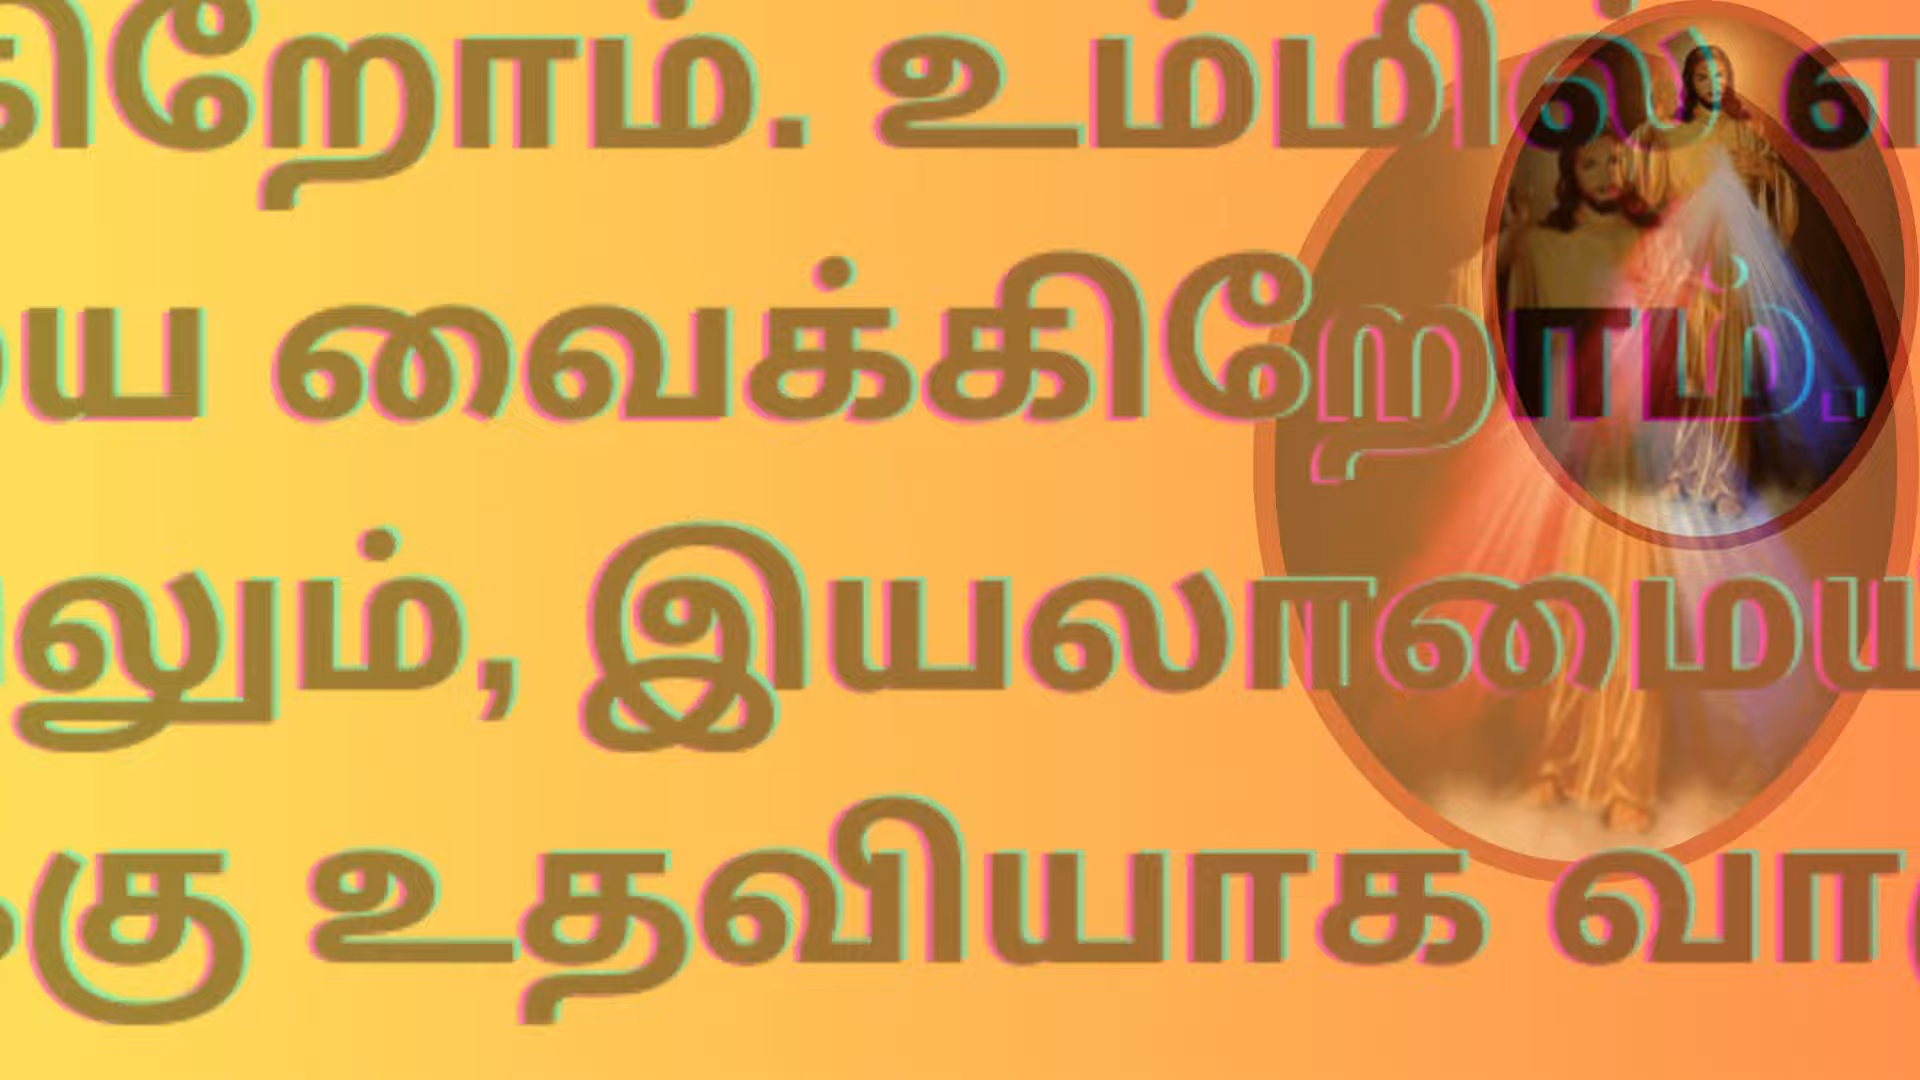 கிறோம். உம்மில் எ
ய வைக்கிறோம்.
லும், இயலாமைய
கு உதவியாக வா